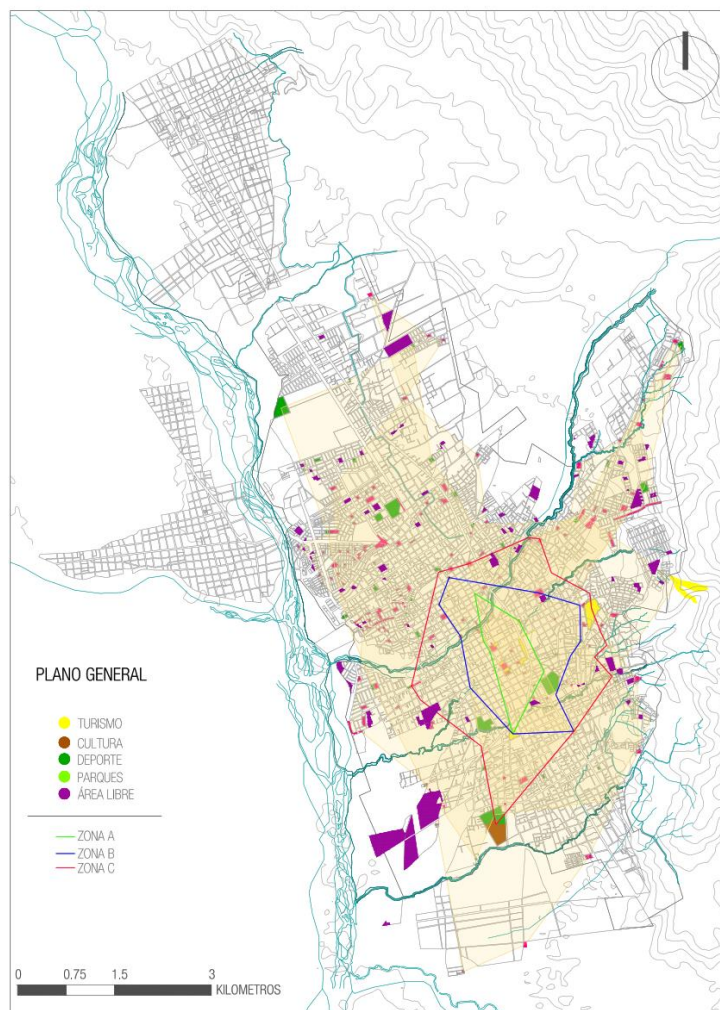 PLANO GENERAL
TURISMO
CULTURA
DEPORTE
PARQUES
ÁREA LIBRE
ZONA A
ZONA B
ZONA C
0 0.75 1.5 3
KILOMETROS